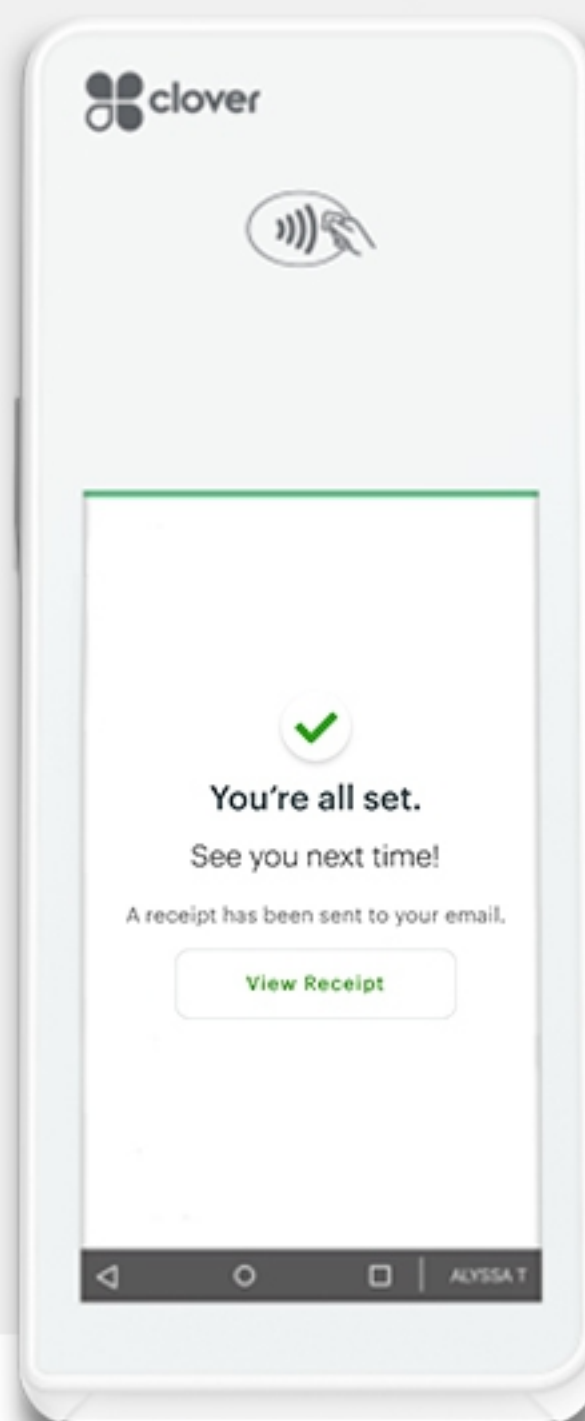 clover
You're all set.
See you next time!
A receipt has been sent to your email.
View Receipt
ALYSSA T